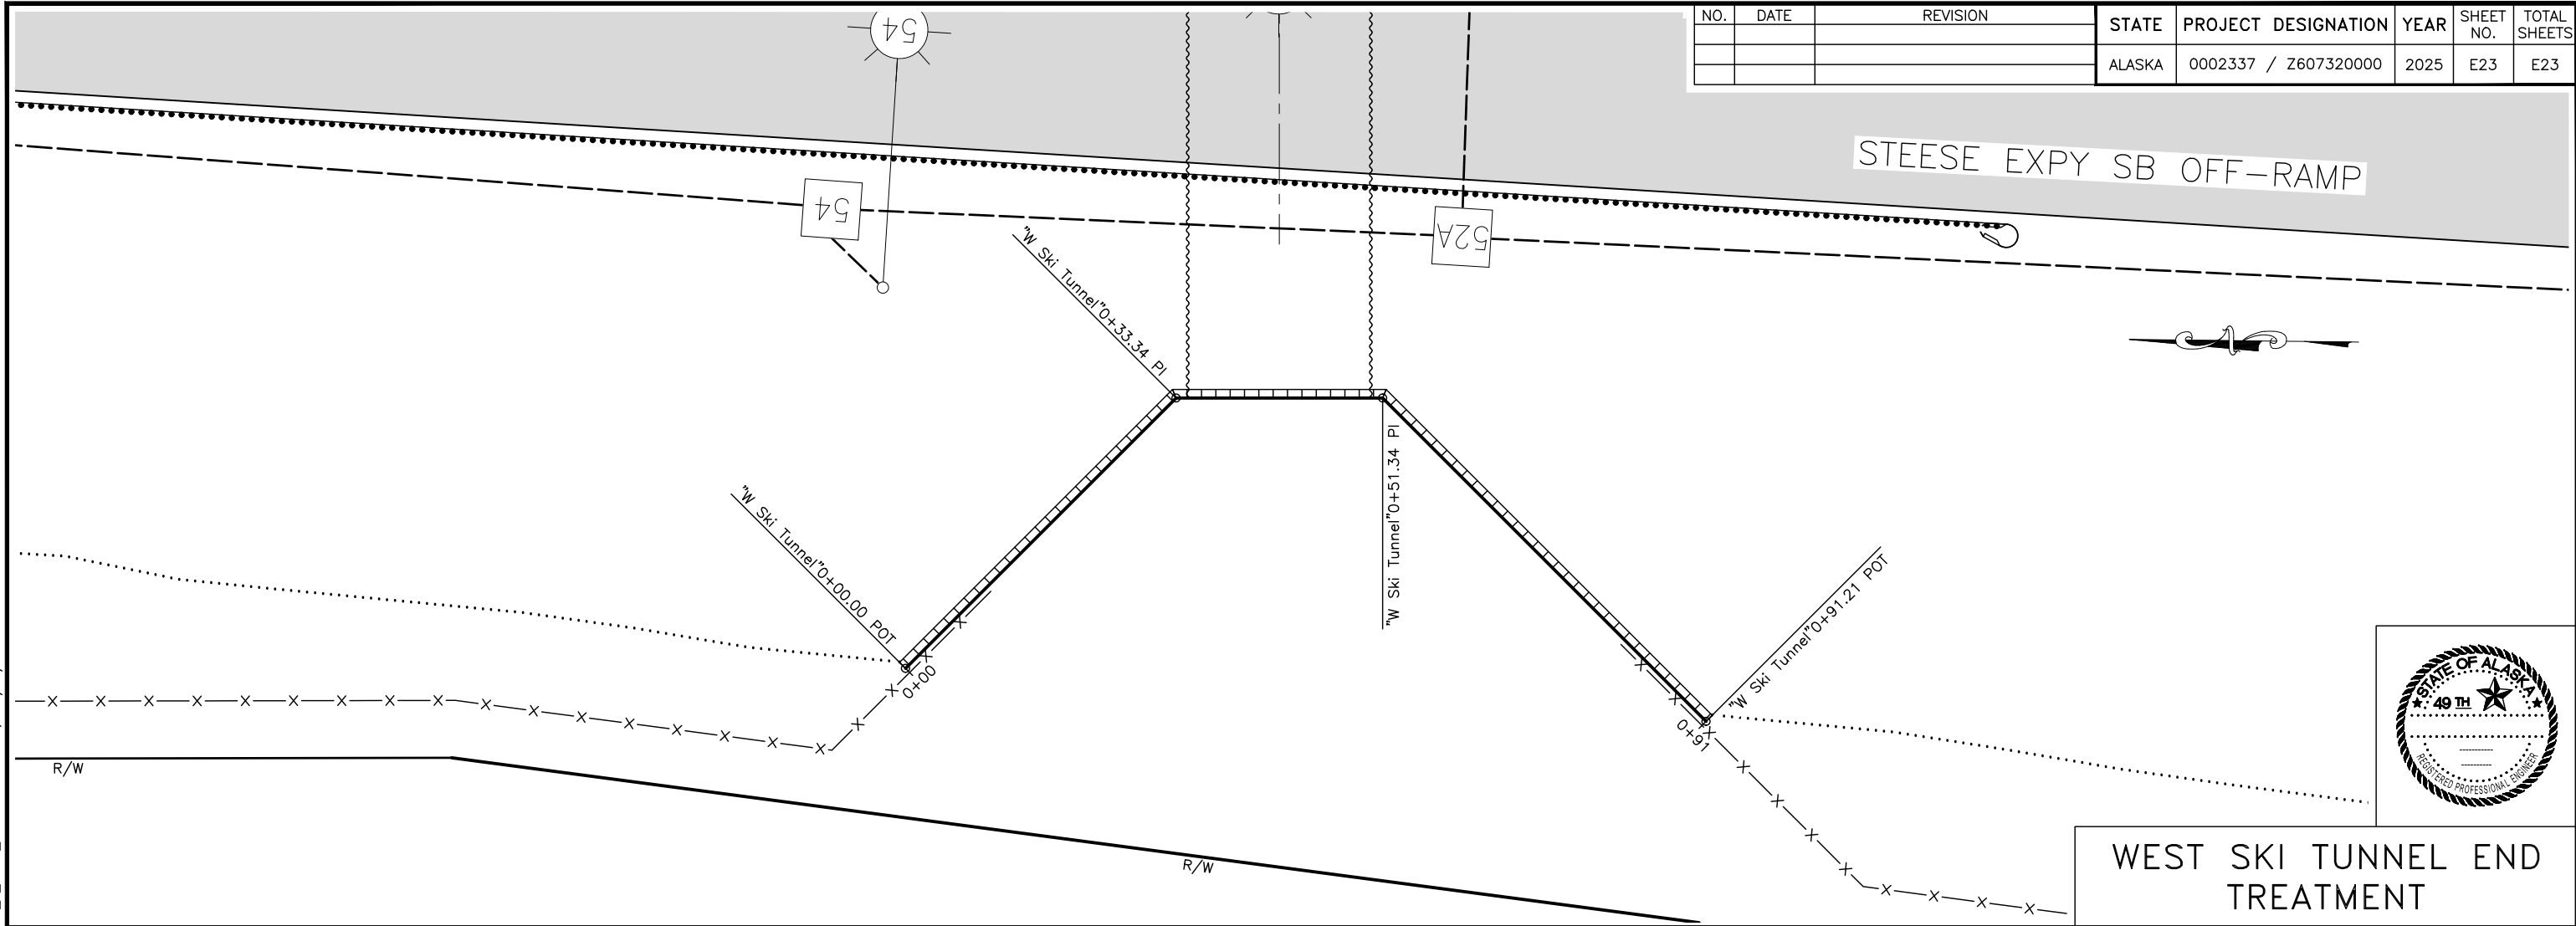 NO. DATE REVISION
STATE PROJECT DESIGNATION YEAR SHEET NO. TOTAL SHEETS
ALASKA 0002337 / Z607320000 2025 E23 E23
54
STEESE EXPY SB OFF-RAMP
54
52A
"W Ski Tunnel"0+33.34 PI
"W Ski Tunnel"0+51.34 PI
"W Ski Tunnel"0+00.00 POT
"W Ski Tunnel"0+91.21 POT
0+00
0+91
X X X X X X X X X X X X X X X X X X X X
X X X X X X X X X X X X
R/W
R/W
N
STATE OF ALASKA
49 TH
REGISTERED PROFESSIONAL ENGINEER
WEST SKI TUNNEL END
TREATMENT